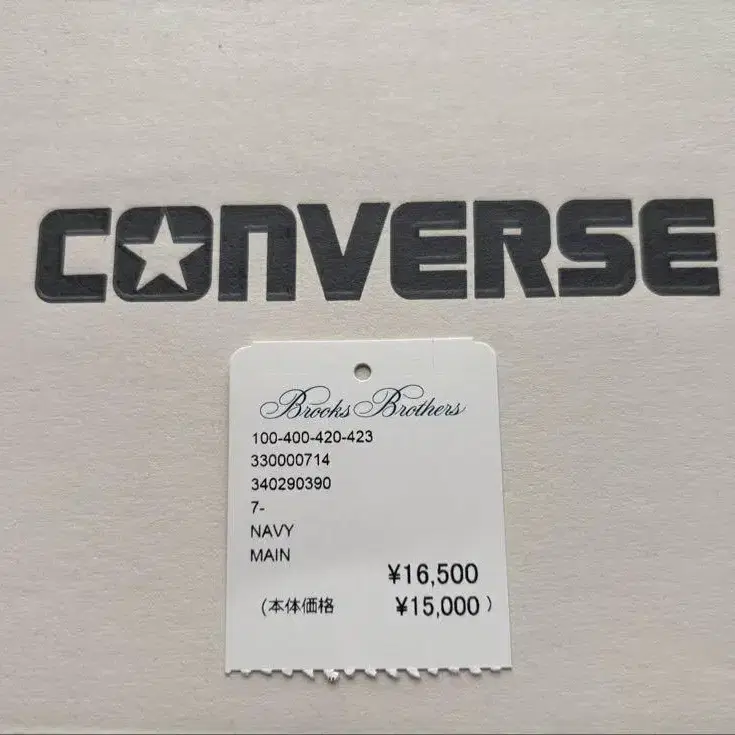 CONVERSE
Brooks Brothers
100-400-420-423
330000714
340290390
7-
NAVY
MAIN
¥16,500
(本体価格 ¥15,000)